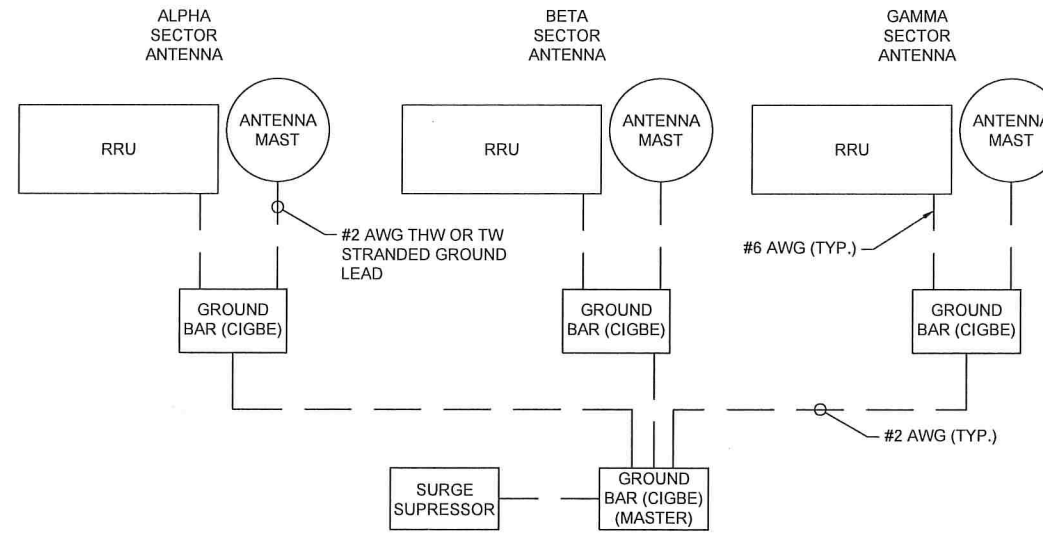 ALPHA
SECTOR
ANTENNA
BETA
SECTOR
ANTENNA
GAMMA
SECTOR
ANTENNA
RRU
ANTENNA
MAST
RRU
ANTENNA
MAST
RRU
ANTENNA
MAST
#2 AWG THW OR TW
STRANDED GROUND
LEAD
#6 AWG (TYP.)
GROUND
BAR (CIGBE)
GROUND
BAR (CIGBE)
GROUND
BAR (CIGBE)
#2 AWG (TYP.)
SURGE
SUPRESSOR
GROUND
BAR (CIGBE)
(MASTER)